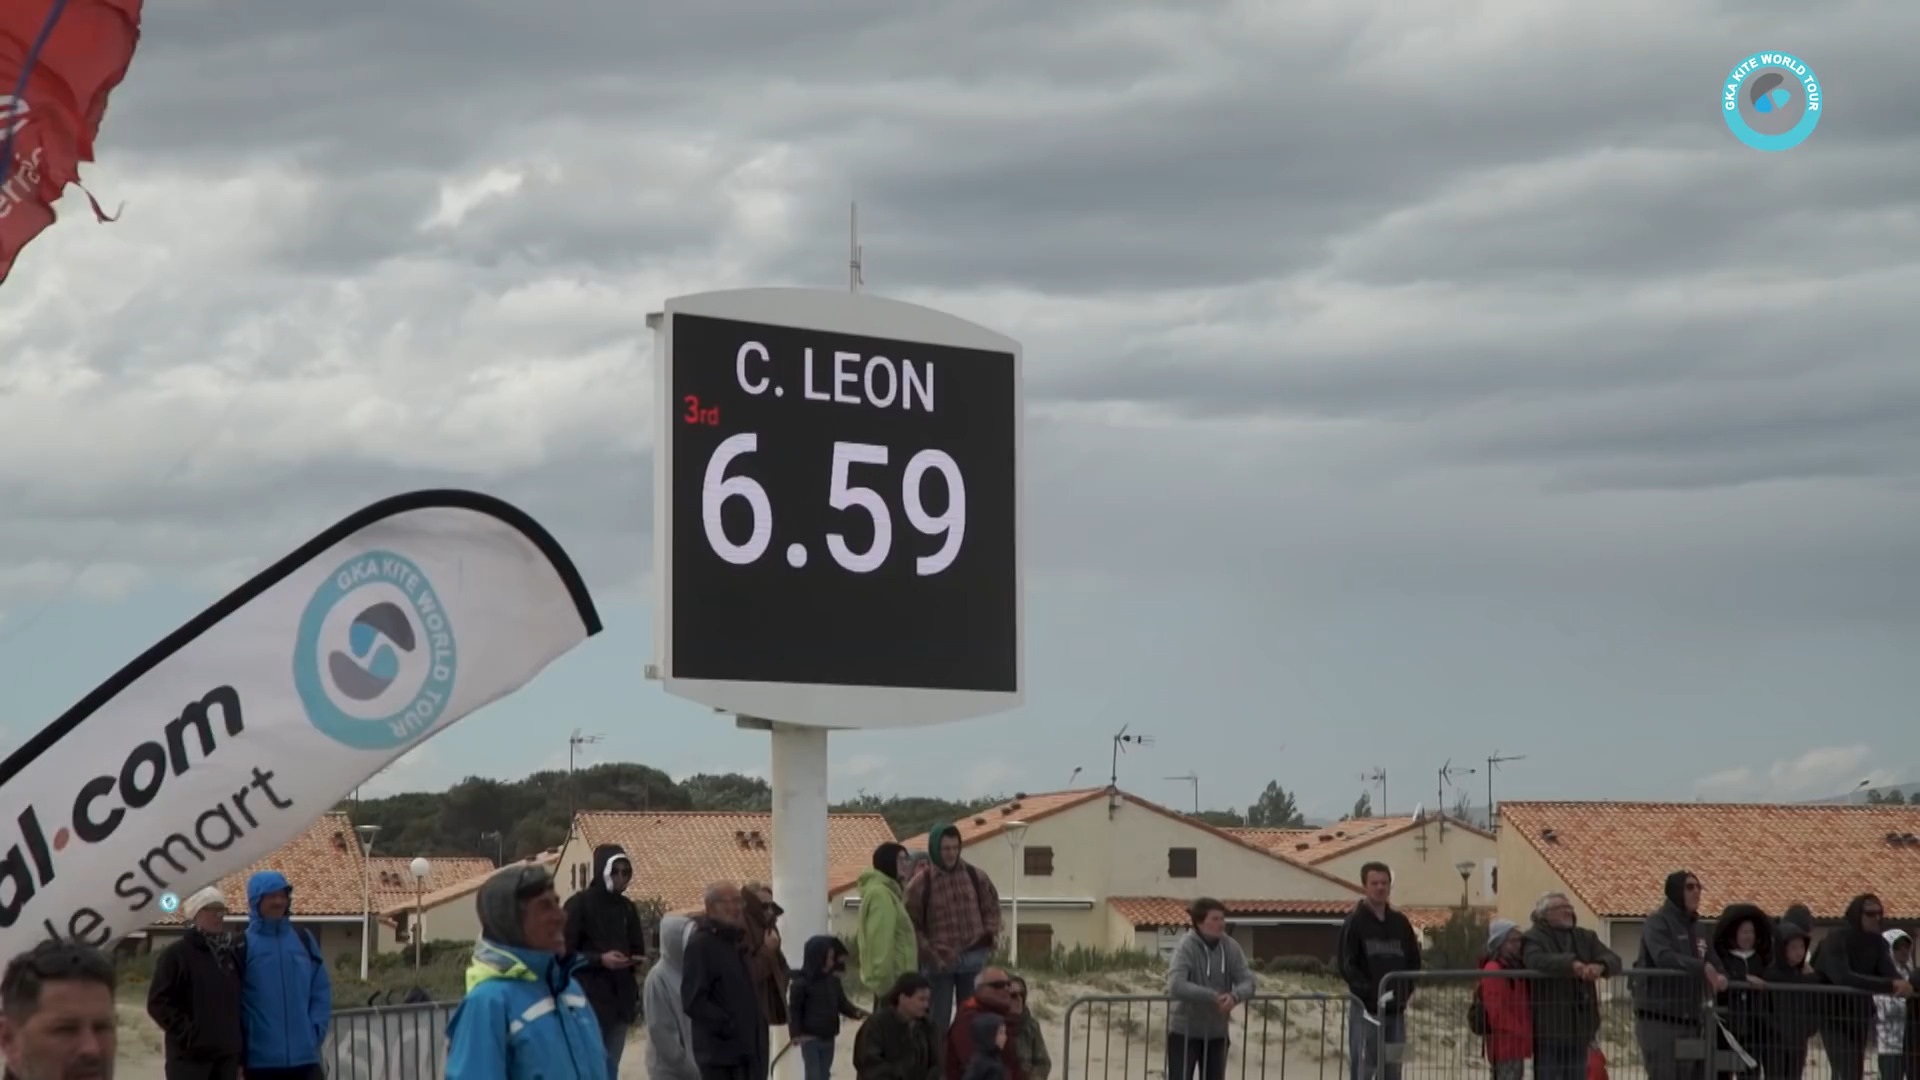 GKA KITE WORLD TOUR
C. LEON
3rd
6.59
GKA KITE WORLD TOUR
al.com
le smart